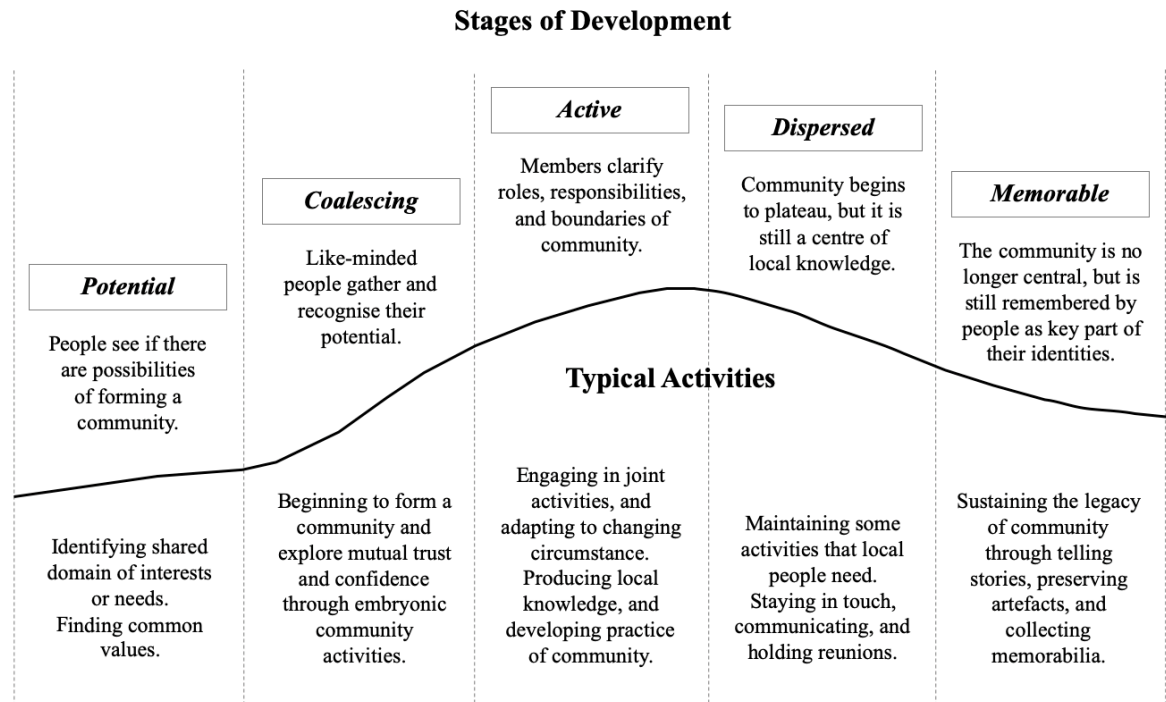 Stages of Development
Potential
People see if there
are possibilities
of forming a
community.
Coalescing
Like-minded
people gather and
recognise their
potential.
Active
Members clarify
roles, responsibilities,
and boundaries of
community.
Dispersed
Community begins
to plateau, but it is
still a centre of
local knowledge.
Memorable
The community is no
longer central, but is
still remembered by
people as key part of
their identities.
Typical Activities
Identifying shared
domain of interests
or needs.
Finding common
values.
Beginning to form a
community and
explore mutual trust
and confidence
through embryonic
community
activities.
Engaging in joint
activities, and
adapting to changing
circumstance.
Producing local
knowledge, and
developing practice
of community.
Maintaining some
activities that local
people need.
Staying in touch,
communicating, and
holding reunions.
Sustaining the legacy
of community
through telling
stories, preserving
artefacts, and
collecting
memorabilia.